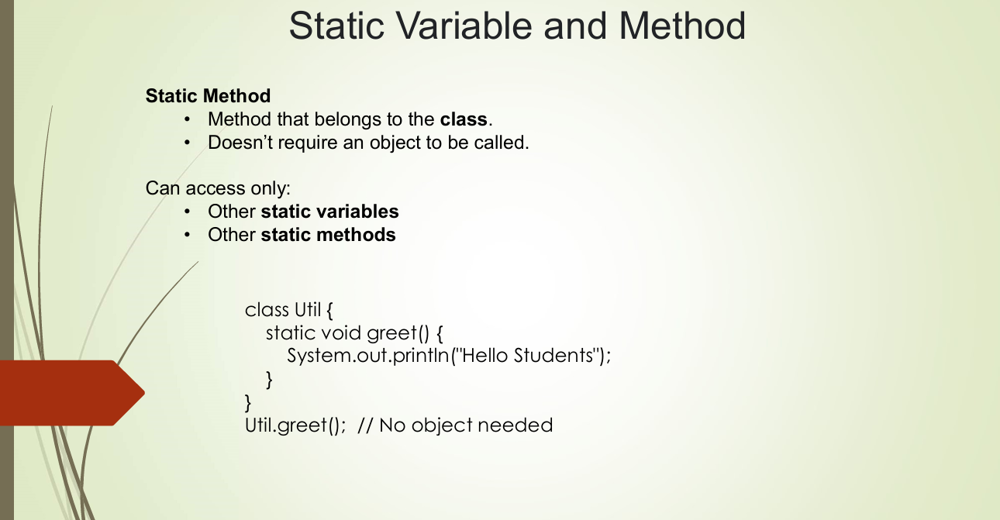 Static Variable and Method
Static Method
• Method that belongs to the class.
• Doesn’t require an object to be called.
Can access only:
• Other static variables
• Other static methods
class Util {
static void greet() {
System.out.println("Hello Students");
}
}
Util.greet();  // No object needed